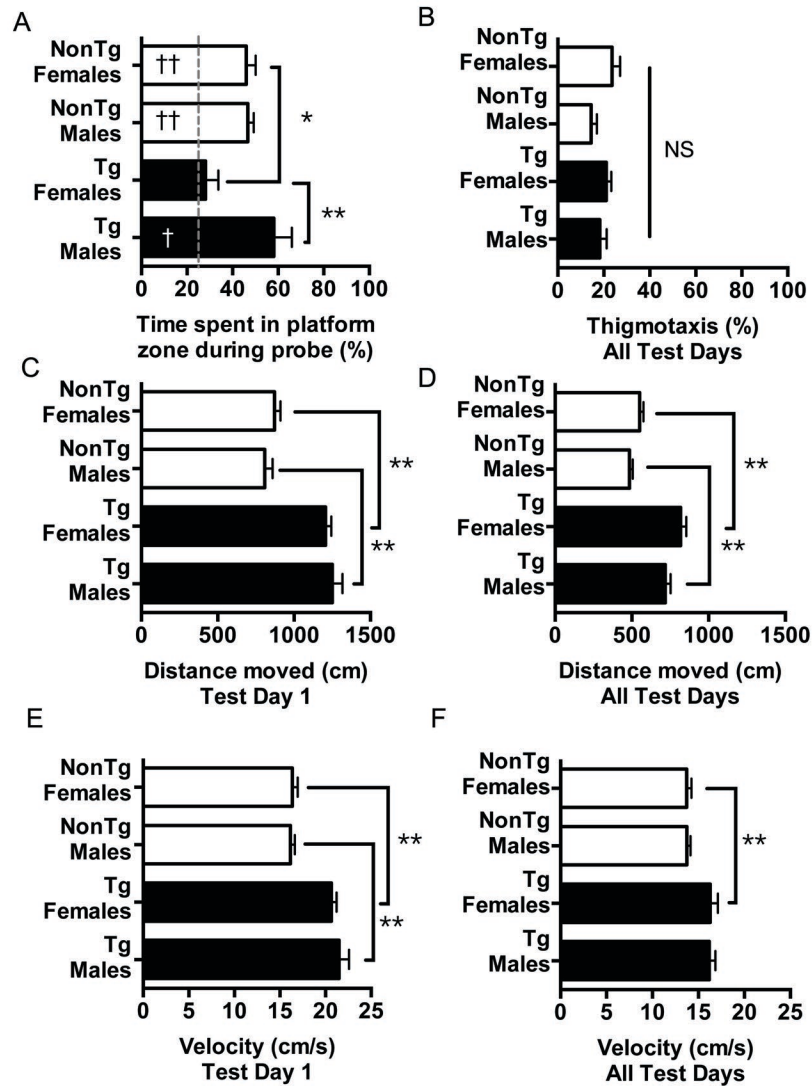 A
NonTg
Females
††
NonTg
Males
††
*
Tg
Females
**
Tg
Males
†
0 20 40 60 80 100
Time spent in platform
zone during probe (%)
B
NonTg
Females
NonTg
Males
NS
Tg
Females
Tg
Males
0 20 40 60 80 100
Thigmotaxis (%)
All Test Days
C
NonTg
Females
NonTg
Males
**
Tg
Females
**
Tg
Males
0 500 1000 1500
Distance moved (cm)
Test Day 1
D
NonTg
Females
NonTg
Males
**
Tg
Females
**
Tg
Males
0 500 1000 1500
Distance moved (cm)
All Test Days
E
NonTg
Females
NonTg
Males
**
Tg
Females
**
Tg
Males
0 5 10 15 20 25
Velocity (cm/s)
Test Day 1
F
NonTg
Females
NonTg
Males
**
Tg
Females
Tg
Males
0 5 10 15 20 25
Velocity (cm/s)
All Test Days